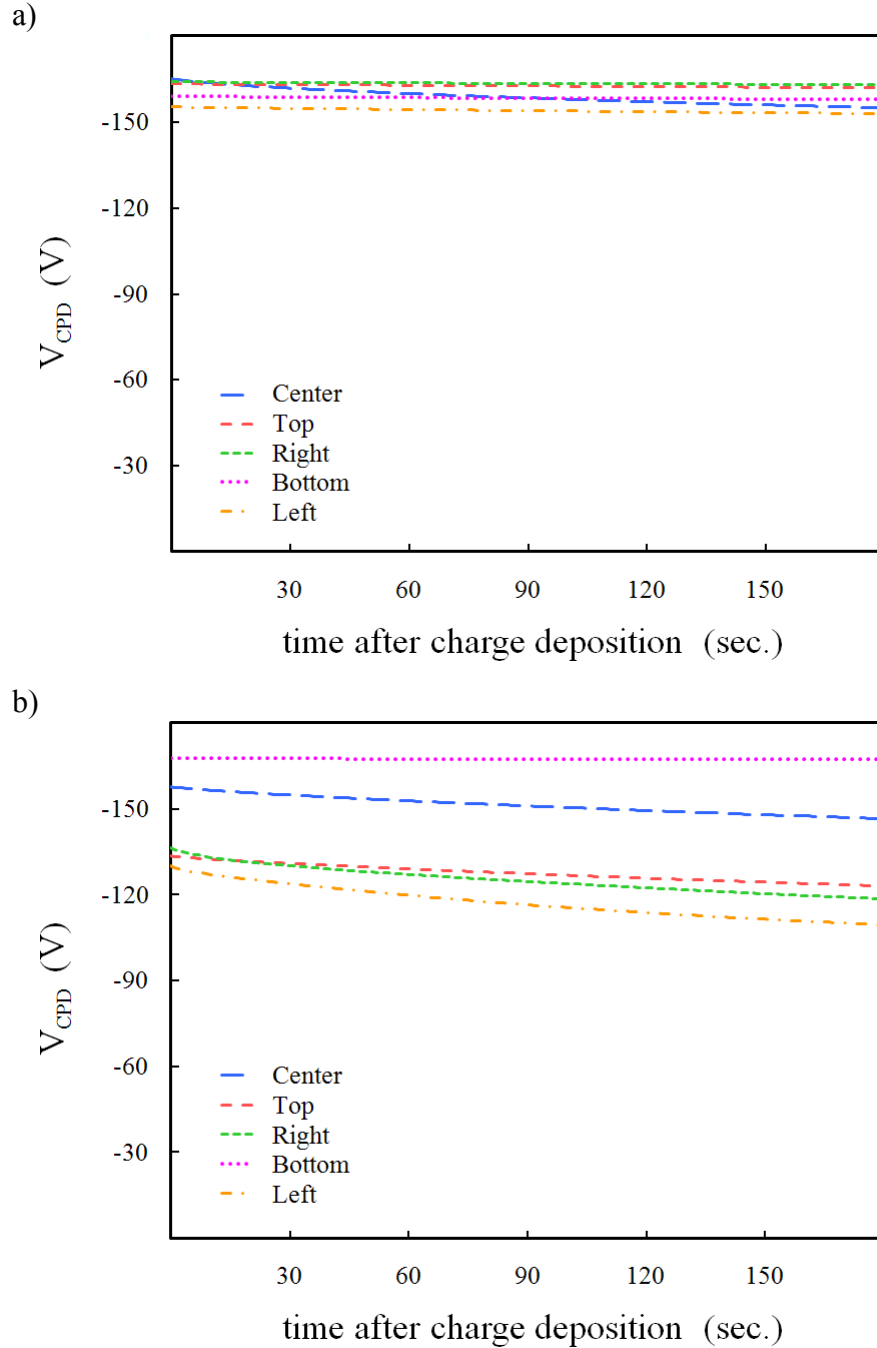 a)
-150
-120
-90
-60
-30
V_CPD (V)
Center
Top
Right
Bottom
Left
30 60 90 120 150
time after charge deposition (sec.)
b)
-150
-120
-90
-60
-30
V_CPD (V)
Center
Top
Right
Bottom
Left
30 60 90 120 150
time after charge deposition (sec.)